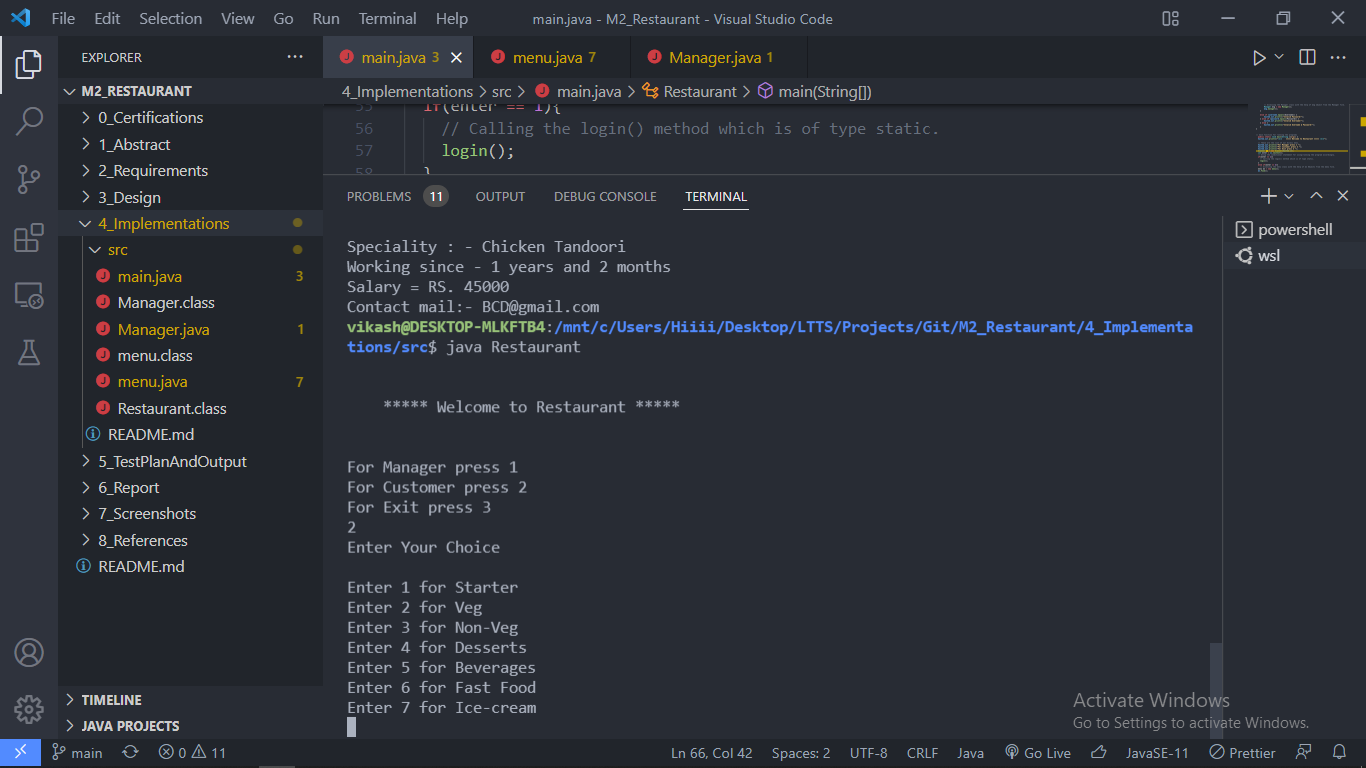 File Edit Selection View Go Run Terminal Help main.java - M2_Restaurant - Visual Studio Code
EXPLORER
M2_RESTAURANT
0_Certifications
1_Abstract
2_Requirements
3_Design
4_Implementations
src
main.java 3
Manager.class
Manager.java 1
menu.class
menu.java 7
Restaurant.class
README.md
5_TestPlanAndOutput
6_Report
7_Screenshots
8_References
README.md
TIMELINE
JAVA PROJECTS
main.java 3 menu.java 7 Manager.java 1
4_Implementations > src > main.java > Restaurant > main(String[])
55 if(enter == 1){
56 // Calling the login() method which is of type static.
57 login();
58 }
PROBLEMS 11 OUTPUT DEBUG CONSOLE TERMINAL
Speciality : - Chicken Tandoori
Working since - 1 years and 2 months
Salary = RS. 45000
Contact mail:- BCD@gmail.com
vikash@DESKTOP-MLKFTB4:/mnt/c/Users/Hiiii/Desktop/LTTS/Projects/Git/M2_Restaurant/4_Implementa
tions/src$ java Restaurant
***** Welcome to Restaurant *****
For Manager press 1
For Customer press 2
For Exit press 3
2
Enter Your Choice
Enter 1 for Starter
Enter 2 for Veg
Enter 3 for Non-Veg
Enter 4 for Desserts
Enter 5 for Beverages
Enter 6 for Fast Food
Enter 7 for Ice-cream
powershell
wsl
Activate Windows
Go to Settings to activate Windows.
main 0 11 Ln 66, Col 42 Spaces: 2 UTF-8 CRLF Java Go Live JavaSE-11 Prettier